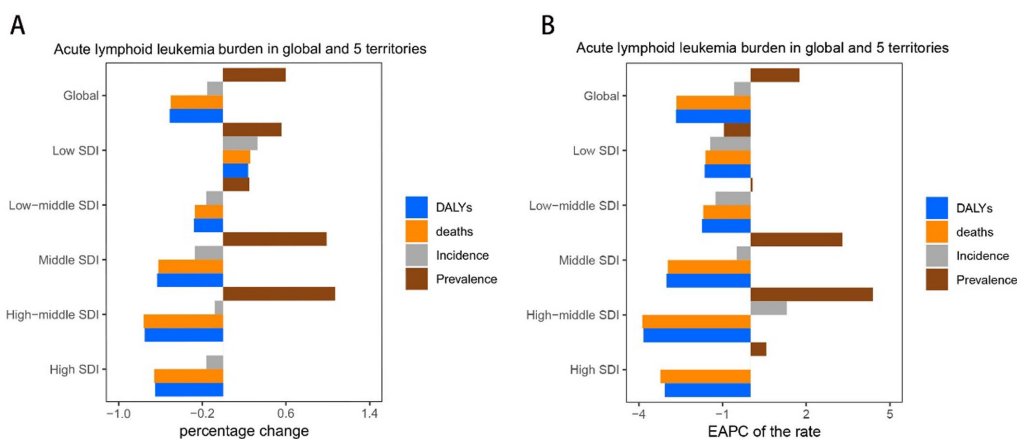 A
Acute lymphoid leukemia burden in global and 5 territories
Global
Low SDI
Low-middle SDI
Middle SDI
High-middle SDI
High SDI
−1.0 −0.2 0.6 1.4
percentage change
DALYs
deaths
Incidence
Prevalence
B
Acute lymphoid leukemia burden in global and 5 territories
Global
Low SDI
Low-middle SDI
Middle SDI
High-middle SDI
High SDI
−4 −1 2 5
EAPC of the rate
DALYs
deaths
Incidence
Prevalence